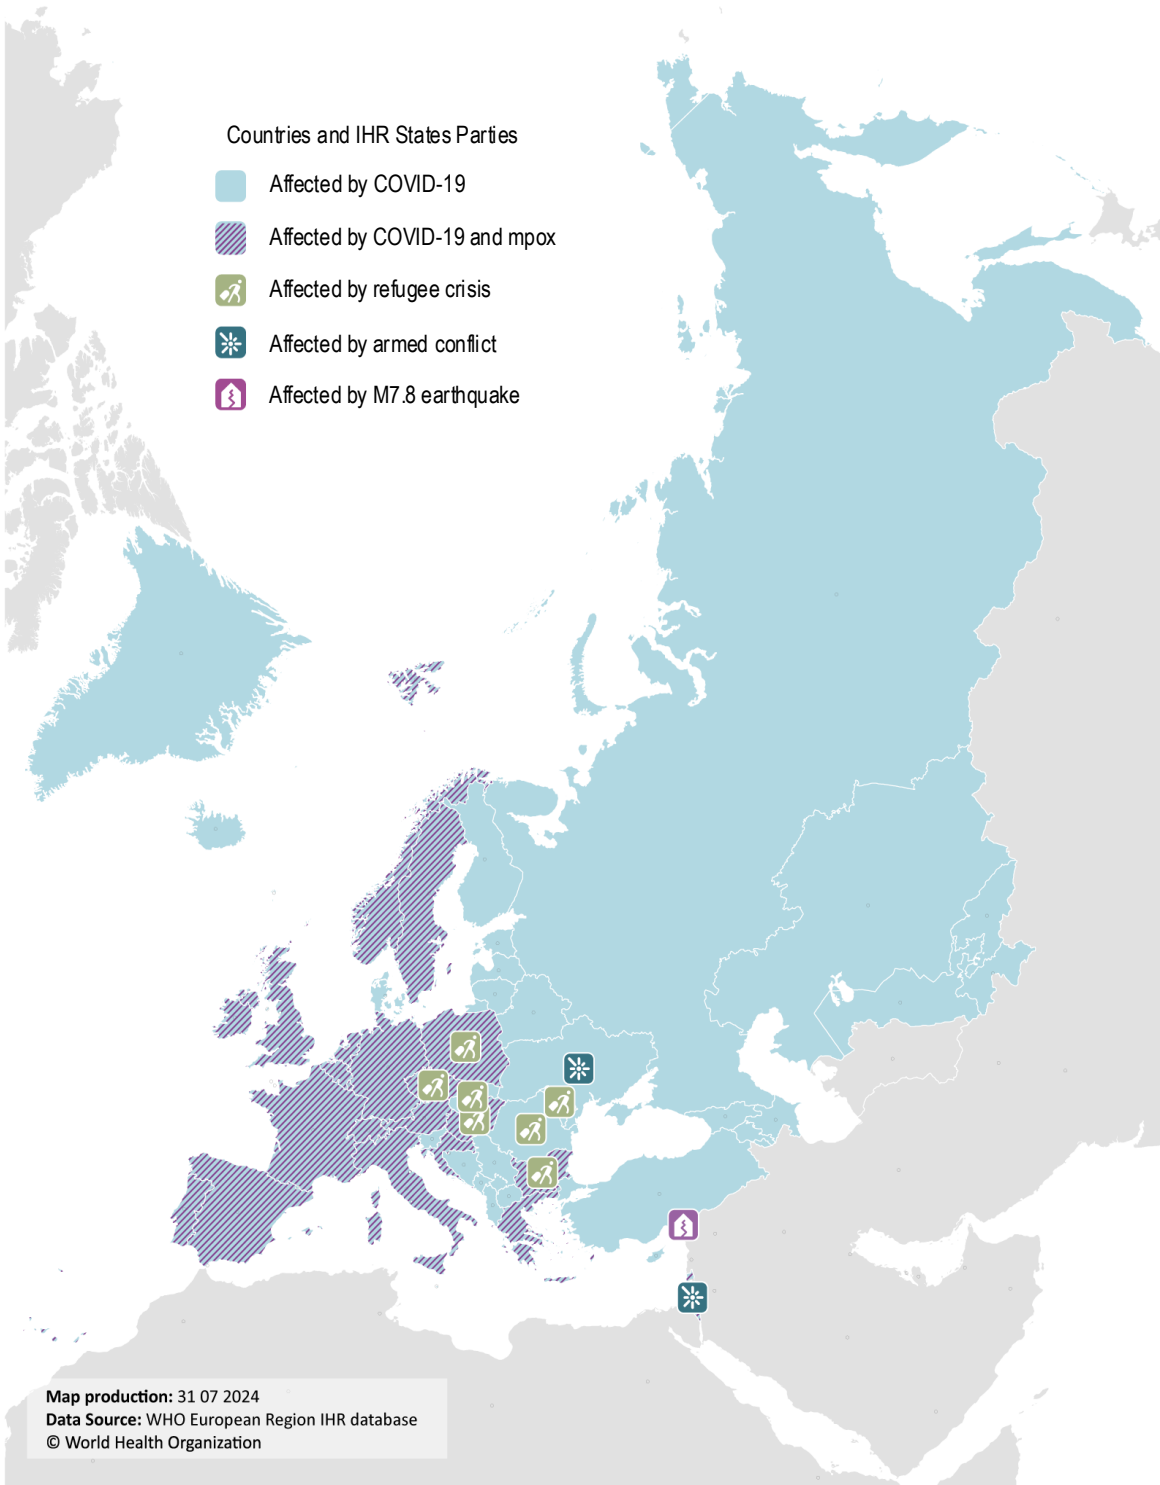 Countries and IHR States Parties
Affected by COVID-19
Affected by COVID-19 and mpox
Affected by refugee crisis
Affected by armed conflict
Affected by M7.8 earthquake
Map production: 31 07 2024
Data Source: WHO European Region IHR database
© World Health Organization